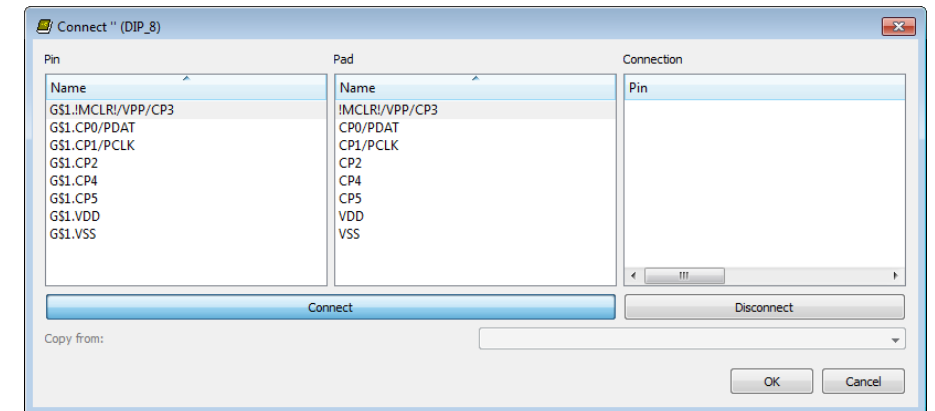 Connect '' (DIP_8)
Pin Pad Connection
Name Name Pin
G$1.!MCLR!/VPP/CP3 !MCLR!/VPP/CP3
G$1.CP0/PDAT CP0/PDAT
G$1.CP1/PCLK CP1/PCLK
G$1.CP2 CP2
G$1.CP4 CP4
G$1.CP5 CP5
G$1.VDD VDD
G$1.VSS VSS
Connect Disconnect
Copy from:
OK Cancel